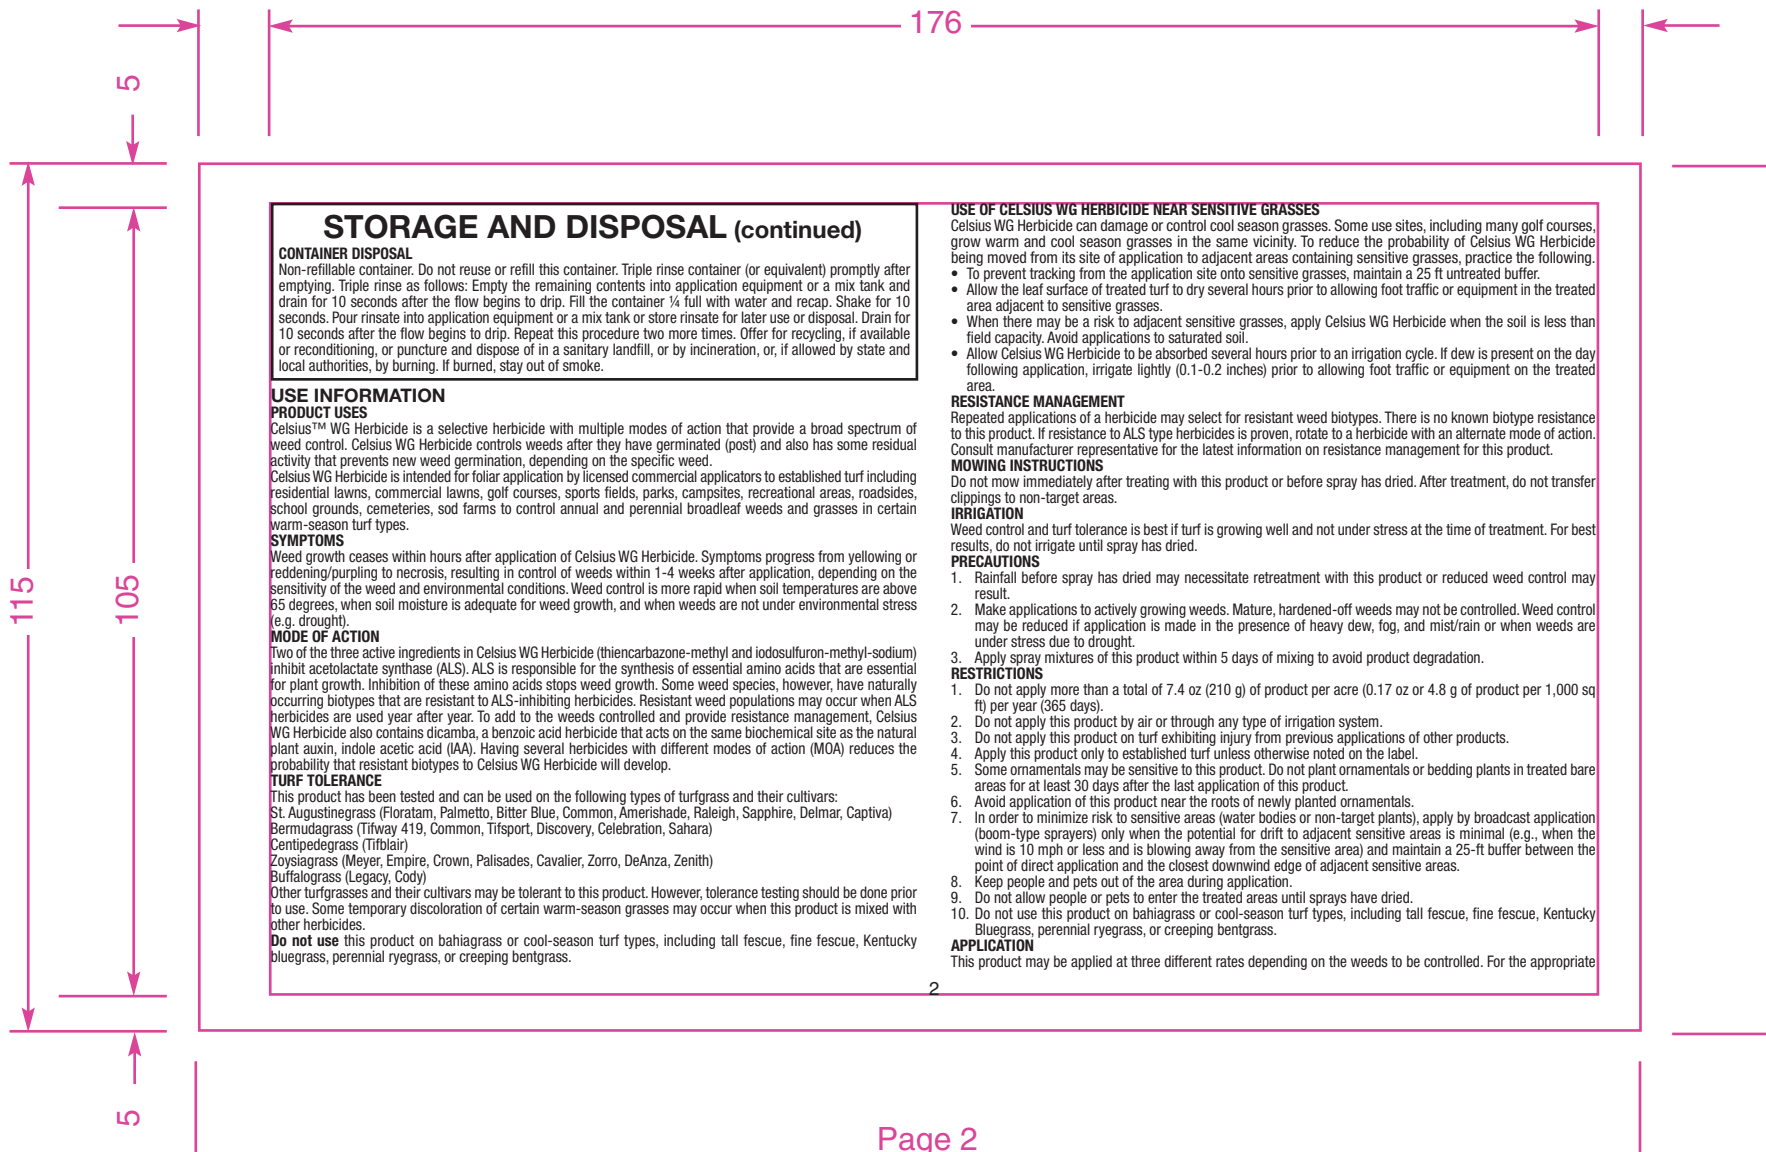 176
5
115
105
5
STORAGE AND DISPOSAL (continued)
CONTAINER DISPOSAL
Non-refillable container. Do not reuse or refill this container. Triple rinse container (or equivalent) promptly after
emptying. Triple rinse as follows: Empty the remaining contents into application equipment or a mix tank and
drain for 10 seconds after the flow begins to drip. Fill the container ¼ full with water and recap. Shake for 10
seconds. Pour rinsate into application equipment or a mix tank or store rinsate for later use or disposal. Drain for
10 seconds after the flow begins to drip. Repeat this procedure two more times. Offer for recycling, if available
or reconditioning, or puncture and dispose of in a sanitary landfill, or by incineration, or, if allowed by state and
local authorities, by burning. If burned, stay out of smoke.
USE INFORMATION
PRODUCT USES
Celsius™ WG Herbicide is a selective herbicide with multiple modes of action that provide a broad spectrum of
weed control. Celsius WG Herbicide controls weeds after they have germinated (post) and also has some residual
activity that prevents new weed germination, depending on the specific weed.
Celsius WG Herbicide is intended for foliar application by licensed commercial applicators to established turf including
residential lawns, commercial lawns, golf courses, sports fields, parks, campsites, recreational areas, roadsides,
school grounds, cemeteries, sod farms to control annual and perennial broadleaf weeds and grasses in certain
warm-season turf types.
SYMPTOMS
Weed growth ceases within hours after application of Celsius WG Herbicide. Symptoms progress from yellowing or
reddening/purpling to necrosis, resulting in control of weeds within 1-4 weeks after application, depending on the
sensitivity of the weed and environmental conditions. Weed control is more rapid when soil temperatures are above
65 degrees, when soil moisture is adequate for weed growth, and when weeds are not under environmental stress
(e.g. drought).
MODE OF ACTION
Two of the three active ingredients in Celsius WG Herbicide (thiencarbazone-methyl and iodosulfuron-methyl-sodium)
inhibit acetolactate synthase (ALS). ALS is responsible for the synthesis of essential amino acids that are essential
for plant growth. Inhibition of these amino acids stops weed growth. Some weed species, however, have naturally
occurring biotypes that are resistant to ALS-inhibiting herbicides. Resistant weed populations may occur when ALS
herbicides are used year after year. To add to the weeds controlled and provide resistance management, Celsius
WG Herbicide also contains dicamba, a benzoic acid herbicide that acts on the same biochemical site as the natural
plant auxin, indole acetic acid (IAA). Having several herbicides with different modes of action (MOA) reduces the
probability that resistant biotypes to Celsius WG Herbicide will develop.
TURF TOLERANCE
This product has been tested and can be used on the following types of turfgrass and their cultivars:
St. Augustinegrass (Floratam, Palmetto, Bitter Blue, Common, Amerishade, Raleigh, Sapphire, Delmar, Captiva)
Bermudagrass (Tifway 419, Common, Tifsport, Discovery, Celebration, Sahara)
Centipedegrass (Tifblair)
Zoysiagrass (Meyer, Empire, Crown, Palisades, Cavalier, Zorro, DeAnza, Zenith)
Buffalograss (Legacy, Cody)
Other turfgrasses and their cultivars may be tolerant to this product. However, tolerance testing should be done prior
to use. Some temporary discoloration of certain warm-season grasses may occur when this product is mixed with
other herbicides.
Do not use this product on bahiagrass or cool-season turf types, including tall fescue, fine fescue, Kentucky
bluegrass, perennial ryegrass, or creeping bentgrass.
USE OF CELSIUS WG HERBICIDE NEAR SENSITIVE GRASSES
Celsius WG Herbicide can damage or control cool season grasses. Some use sites, including many golf courses,
grow warm and cool season grasses in the same vicinity. To reduce the probability of Celsius WG Herbicide
being moved from its site of application to adjacent areas containing sensitive grasses, practice the following.
• To prevent tracking from the application site onto sensitive grasses, maintain a 25 ft untreated buffer.
• Allow the leaf surface of treated turf to dry several hours prior to allowing foot traffic or equipment in the treated
area adjacent to sensitive grasses.
• When there may be a risk to adjacent sensitive grasses, apply Celsius WG Herbicide when the soil is less than
field capacity. Avoid applications to saturated soil.
• Allow Celsius WG Herbicide to be absorbed several hours prior to an irrigation cycle. If dew is present on the day
following application, irrigate lightly (0.1-0.2 inches) prior to allowing foot traffic or equipment on the treated
area.
RESISTANCE MANAGEMENT
Repeated applications of a herbicide may select for resistant weed biotypes. There is no known biotype resistance
to this product. If resistance to ALS type herbicides is proven, rotate to a herbicide with an alternate mode of action.
Consult manufacturer representative for the latest information on resistance management for this product.
MOWING INSTRUCTIONS
Do not mow immediately after treating with this product or before spray has dried. After treatment, do not transfer
clippings to non-target areas.
IRRIGATION
Weed control and turf tolerance is best if turf is growing well and not under stress at the time of treatment. For best
results, do not irrigate until spray has dried.
PRECAUTIONS
1. Rainfall before spray has dried may necessitate retreatment with this product or reduced weed control may
result.
2. Make applications to actively growing weeds. Mature, hardened-off weeds may not be controlled. Weed control
may be reduced if application is made in the presence of heavy dew, fog, and mist/rain or when weeds are
under stress due to drought.
3. Apply spray mixtures of this product within 5 days of mixing to avoid product degradation.
RESTRICTIONS
1. Do not apply more than a total of 7.4 oz (210 g) of product per acre (0.17 oz or 4.8 g of product per 1,000 sq
ft) per year (365 days).
2. Do not apply this product by air or through any type of irrigation system.
3. Do not apply this product on turf exhibiting injury from previous applications of other products.
4. Apply this product only to established turf unless otherwise noted on the label.
5. Some ornamentals may be sensitive to this product. Do not plant ornamentals or bedding plants in treated bare
areas for at least 30 days after the last application of this product.
6. Avoid application of this product near the roots of newly planted ornamentals.
7. In order to minimize risk to sensitive areas (water bodies or non-target plants), apply by broadcast application
(boom-type sprayers) only when the potential for drift to adjacent sensitive areas is minimal (e.g., when the
wind is 10 mph or less and is blowing away from the sensitive area) and maintain a 25-ft buffer between the
point of direct application and the closest downwind edge of adjacent sensitive areas.
8. Keep people and pets out of the area during application.
9. Do not allow people or pets to enter the treated areas until sprays have dried.
10. Do not use this product on bahiagrass or cool-season turf types, including tall fescue, fine fescue, Kentucky
Bluegrass, perennial ryegrass, or creeping bentgrass.
APPLICATION
This product may be applied at three different rates depending on the weeds to be controlled. For the appropriate
2
Page 2